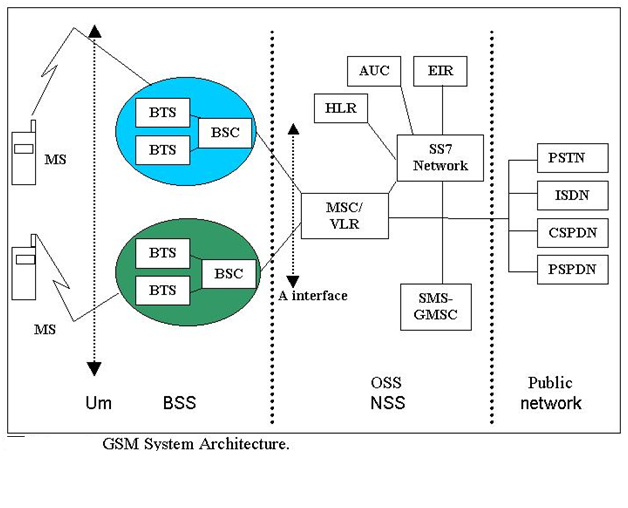 AUC
EIR
HLR
BTS
BSC
BTS
MS
SS7
Network
PSTN
ISDN
CSPDN
PSPDN
MSC/
VLR
BTS
BSC
BTS
A interface
SMS-
GMSC
MS
Um
BSS
OSS
NSS
Public
network
GSM System Architecture.